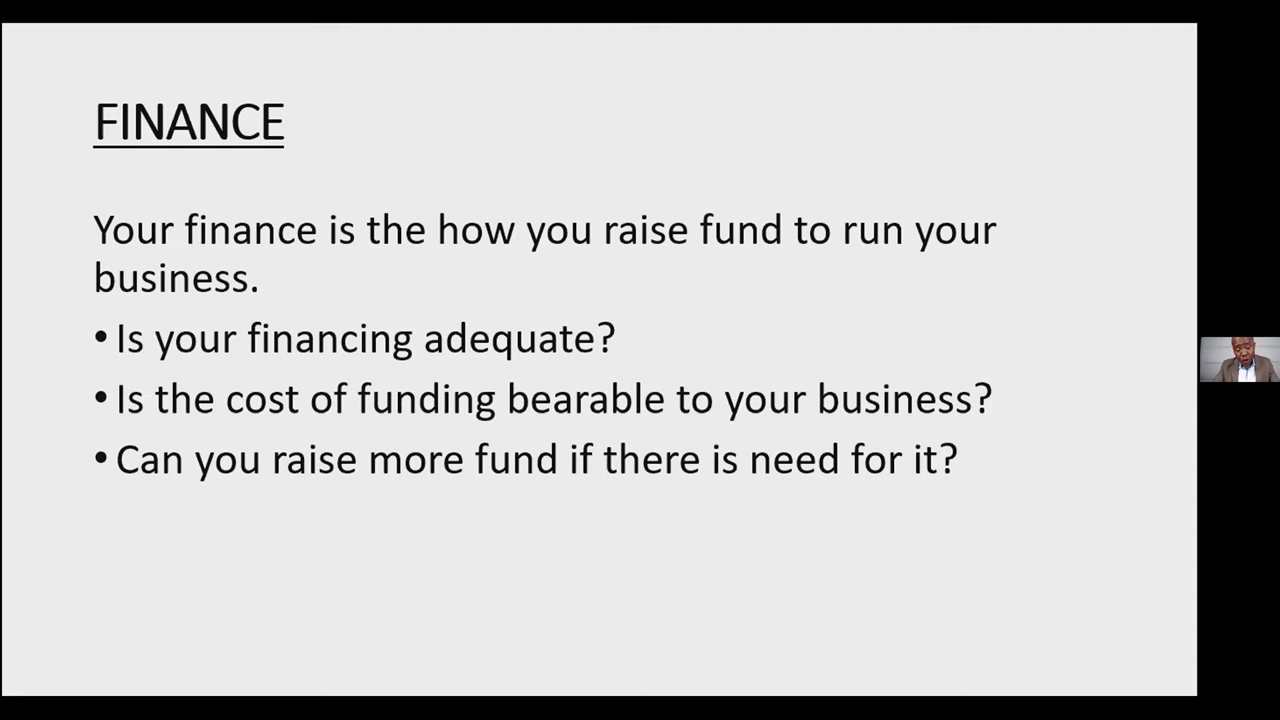 FINANCE
Your finance is the how you raise fund to run your
business.
• Is your financing adequate?
• Is the cost of funding bearable to your business?
• Can you raise more fund if there is need for it?